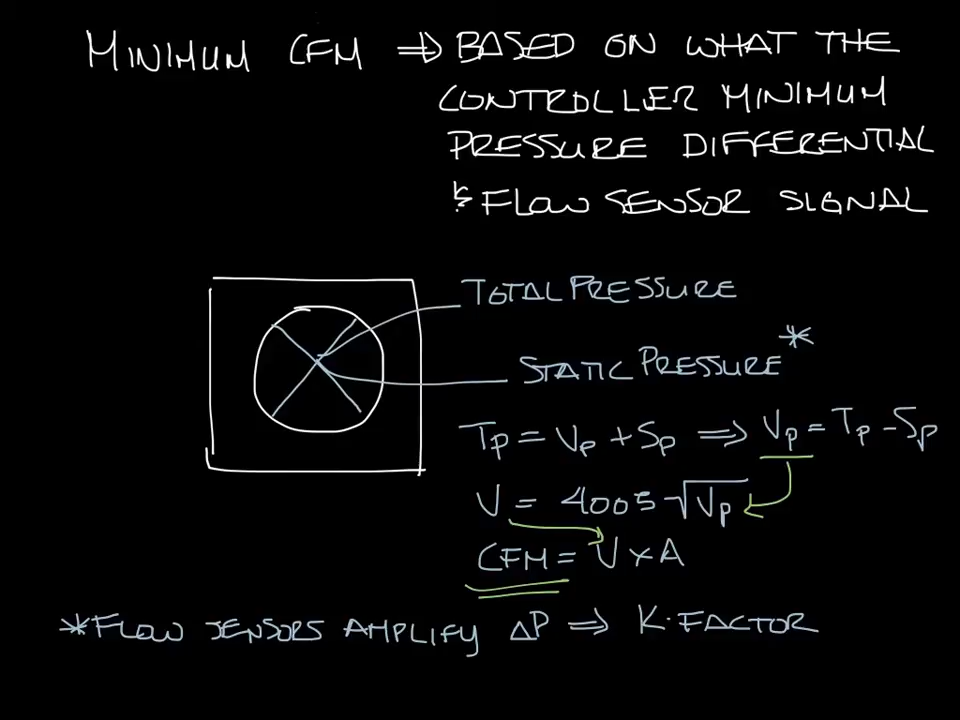 MINIMUM CFM ⇒ BASED ON WHAT THE
CONTROLLER MINIMUM
PRESSURE DIFFERENTIAL
& FLOW SENSOR SIGNAL
TOTAL PRESSURE
STATIC PRESSURE*
Tp = Vp + Sp ⇒ Vp = Tp - Sp
V = 4005 √Vp
CFM = V x A
*FLOW SENSORS AMPLIFY ΔP ⇒ K-FACTOR